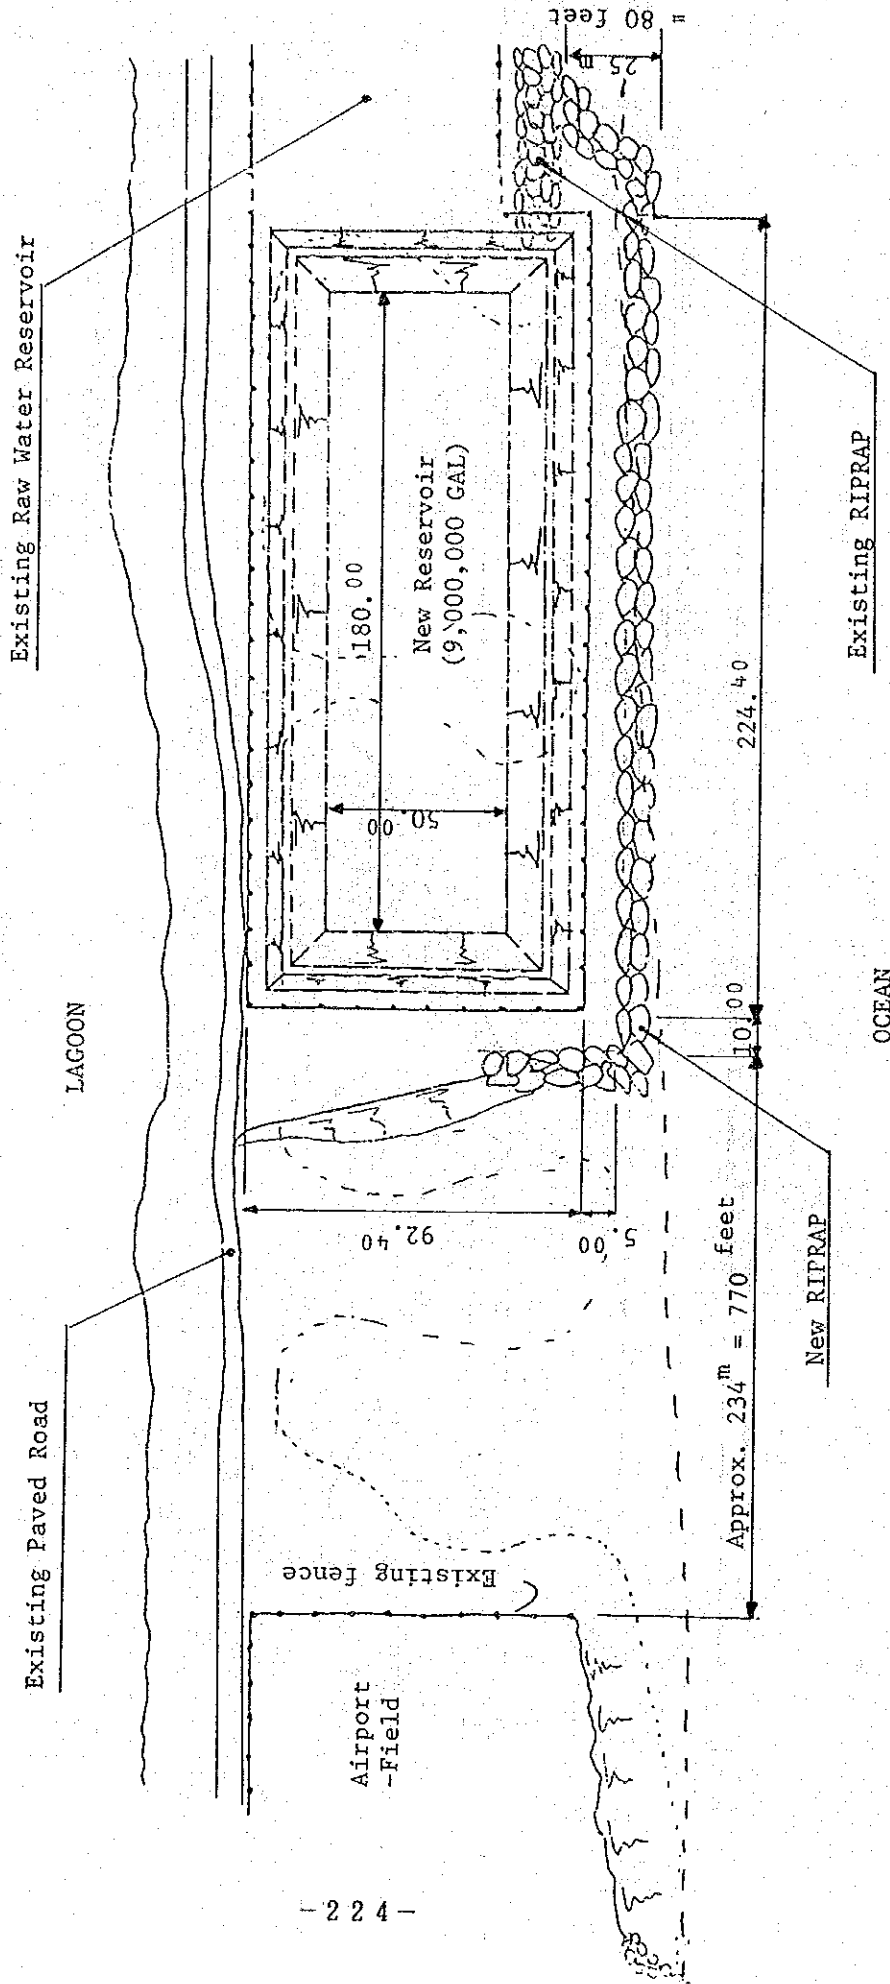 Existing Raw Water Reservoir
= 80 feet
25 m
LAGOON
180.00
New Reservoir
(9,000,000 GAL)
50.00
Existing Paved Road
92.40
5.00
224.40
10.00
Existing RIPRAP
OCEAN
New RIPRAP
Approx. 234m = 770 feet
Existing fence
Airport
-Field
-224-